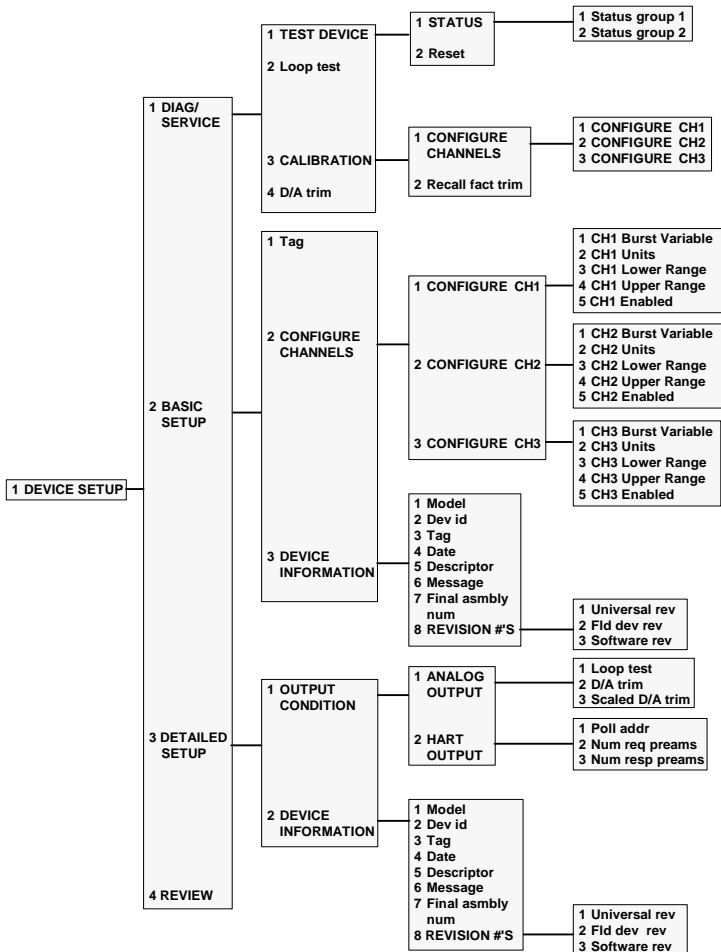 1 DEVICE SETUP
1 DIAG/
SERVICE
2 BASIC
SETUP
3 DETAILED
SETUP
4 REVIEW
1 TEST DEVICE
2 Loop test
3 CALIBRATION
4 D/A trim
1 STATUS
2 Reset
1 Status group 1
2 Status group 2
1 CONFIGURE
CHANNELS
2 Recall fact trim
1 CONFIGURE CH1
2 CONFIGURE CH2
3 CONFIGURE CH3
1 Tag
2 CONFIGURE
CHANNELS
3 DEVICE
INFORMATION
1 CONFIGURE CH1
2 CONFIGURE CH2
3 CONFIGURE CH3
1 CH1 Burst Variable
2 CH1 Units
3 CH1 Lower Range
4 CH1 Upper Range
5 CH1 Enabled
1 CH2 Burst Variable
2 CH2 Units
3 CH2 Lower Range
4 CH2 Upper Range
5 CH2 Enabled
1 CH3 Burst Variable
2 CH3 Units
3 CH3 Lower Range
4 CH3 Upper Range
5 CH3 Enabled
1 Model
2 Dev id
3 Tag
4 Date
5 Descriptor
6 Message
7 Final asmbly
num
8 REVISION #'S
1 Universal rev
2 Fld dev rev
3 Software rev
1 OUTPUT
CONDITION
2 DEVICE
INFORMATION
1 ANALOG
OUTPUT
2 HART
OUTPUT
1 Loop test
2 D/A trim
3 Scaled D/A trim
1 Poll addr
2 Num req preams
3 Num resp preams
1 Model
2 Dev id
3 Tag
4 Date
5 Descriptor
6 Message
7 Final asmbly
num
8 REVISION #'S
1 Universal rev
2 Fld dev rev
3 Software rev